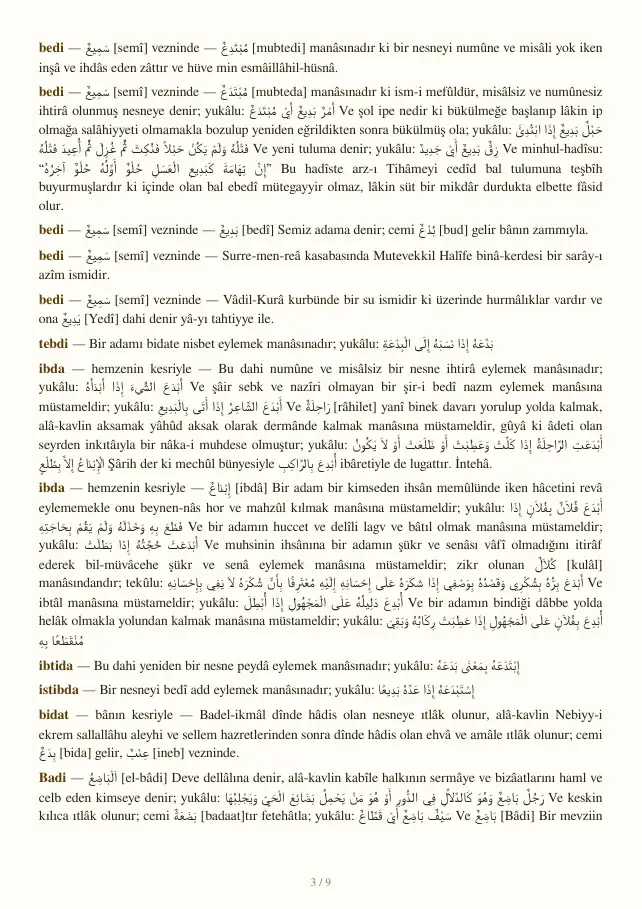 bedi — سَمِيعٌ [semî] vezninde — مُبْتَدِعٌ [mubtedi] manâsınadır ki bir nesneyi numûne ve misâli yok iken
inşâ ve ihdâs eden zâttır ve hüve min esmâillâhil-hüsnâ.
bedi — سَمِيعٌ [semî] vezninde — مُبْتَدَعٌ [mubteda] manâsınadır ki ism-i mefûldür, misâlsiz ve numûnesiz
ihtirâ olunmuş nesneye denir; yukâlu: أَمْرٌ بَدِيعٌ أَيْ مُبْتَدَعٌ Ve şol ipe nedir ki bükülmeğe başlanıp lâkin ip
olmağa salâhiyyeti olmamakla bozulup yeniden eğrildikten sonra bükülmüş ola; yukâlu: حَبْلٌ بَدِيعٌ إِذَا ابْتُدِئَ
فَتْلُهُ وَلَمْ يَكُنْ حَبْلاً فَنُكِثَ ثُمَّ غُزِلَ ثُمَّ أُعِيدَ فَتْلُهُ Ve yeni tuluma denir; yukâlu: زِقٌّ بَدِيعٌ أَيْ جَدِيدٌ Ve minhul-hadîsu:
“إِنَّ تِهَامَةَ كَبَدِيعِ الْعَسَلِ حُلْوٌ أَوَّلُهُ حُلْوٌ آخِرُهُ” Bu hadîste arz-ı Tihâmeyi cedîd bal tulumuna teşbîh
buyurmuşlardır ki içinde olan bal ebedî mütegayyir olmaz, lâkin süt bir mikdâr durdukta elbette fâsid
olur.
bedi — سَمِيعٌ [semî] vezninde — بَدِيعٌ [bedî] Semiz adama denir; cemi بُدْعٌ [bud] gelir bânın zammıyla.
bedi — سَمِيعٌ [semî] vezninde — Surre-men-reâ kasabasında Mutevekkil Halîfe binâ-kerdesi bir sarây-ı
azîm ismidir.
bedi — سَمِيعٌ [semî] vezninde — Vâdil-Kurâ kurbünde bir su ismidir ki üzerinde hurmâlıklar vardır ve
ona يَدِيعٌ [Yedî] dahi denir yâ-yı tahtiyye ile.
tebdi — Bir adamı bidate nisbet eylemek manâsınadır; yukâlu: بَدَّعَهُ إِذَا نَسَبَهُ إِلَى الْبِدْعَةِ
ibda — hemzenin kesriyle — Bu dahi numûne ve misâlsiz bir nesne ihtirâ eylemek manâsınadır;
yukâlu: أَبْدَعَ الشَّيْءَ إِذَا أَبْدَأَهُ Ve şâir sebk ve nazîri olmayan bir şir-i bedî nazm eylemek manâsına
müstameldir; yukâlu: أَبْدَعَ الشَّاعِرُ إِذَا أَتَى بِالْبَدِيعِ Ve رَاحِلَةٌ [râhilet] yanî binek davarı yorulup yolda kalmak,
alâ-kavlin aksamak yâhûd aksak olarak dermânde kalmak manâsına müstameldir, gûyâ ki âdeti olan
seyrden inkıtâıyla bir nâka-i muhdese olmuştur; yukâlu: أَبْدَعَتِ الرَّاحِلَةُ إِذَا كَلَّتْ وَعَطِبَتْ أَوْ ظَلَعَتْ أَوْ لاَ يَكُونُ
اْلإِبْدَاعُ إِلاَّ بِظَلْعٍ Şârih der ki mechûl bünyesiyle أُبْدِعَ بِالرَّاكِبِ ibâretiyle de lugattır. İntehâ.
ibda — hemzenin kesriyle — إِبْدَاعٌ [ibdâ] Bir adam bir kimseden ihsân memûlünde iken hâcetini revâ
eylememekle onu beynen-nâs hor ve mahzûl kılmak manâsına müstameldir; yukâlu: أَبْدَعَ فُلاَنٌ بِفُلاَنٍ إِذَا
قَطَعَ بِهِ وَخَذَلَهُ وَلَمْ يَقُمْ بِحَاجَتِهِ Ve bir adamın huccet ve delîli lagv ve bâtıl olmak manâsına müstameldir;
yukâlu: أَبْدَعَتْ حُجَّتُهُ إِذَا بَطَلَتْ Ve muhsinin ihsânına bir adamın şükr ve senâsı vâfî olmadığını itirâf
ederek bil-müvâcehe şükr ve senâ eylemek manâsına müstameldir; zikr olunan كُلاَلٌ [kulâl]
manâsındandır; tekûlu: أَبْدَعَ بِرُّهُ بِشُكْرِي وَقَصْدُهُ بِوَصْفِي إِذَا شَكَرَهُ عَلَى إِحْسَانِهِ إِلَيْهِ مُعْتَرِفًا بِأَنَّ شُكْرَهُ لاَ يَفِي بِإِحْسَانِهِ Ve
ibtâl manâsına müstameldir; yukâlu: أُبْدِعَ دَلِيلُهُ عَلَى الْمَجْهُولِ إِذَا أُبْطِلَ Ve bir adamın bindiği dâbbe yolda
helâk olmakla yolundan kalmak manâsına müstameldir; yukâlu: أُبْدِعَ بِفُلاَنٍ عَلَى الْمَجْهُولِ إِذَا عَطِبَتْ رِكَابُهُ وَبَقِيَ
مُنْقَطَعًا بِهِ
ibtida — Bu dahi yeniden bir nesne peydâ eylemek manâsınadır; yukâlu: إِبْتَدَعَهُ بِمَعْنَى بَدَعَهُ
istibda — Bir nesneyi bedî add eylemek manâsınadır; yukâlu: إِسْتَبْدَعَهُ إِذَا عَدَّهُ بَدِيعًا
bidat — bânın kesriyle — Badel-ikmâl dînde hâdis olan nesneye ıtlâk olunur, alâ-kavlin Nebiyy-i
ekrem sallallâhu aleyhi ve sellem hazretlerinden sonra dînde hâdis olan ehvâ ve amâle ıtlâk olunur; cemi
بِدَعٌ [bida] gelir, عِنَبٌ [ineb] vezninde.
Badi — اَلْبَاضِعُ [el-bâdi] Deve dellâlına denir, alâ-kavlin kabîle halkının sermâye ve bizâatlarını haml ve
celb eden kimseye denir; yukâlu: رَجُلٌ بَاضِعٌ وَهُوَ كَالدَّلاَّلِ فِي الدُّورِ أَوْ هُوَ مَنْ يَحْمِلُ بَضَائِعَ الْحَيِّ وَيَجْلِبُهَا Ve keskin
kılıca ıtlâk olunur; cemi بَضَعَةٌ [badaat]tır fetehâtla; yukâlu: سَيْفٌ بَاضِعٌ أَيْ قَطَّاعٌ Ve بَاضِعٌ [Bâdi] Bir mevziin
3 / 9